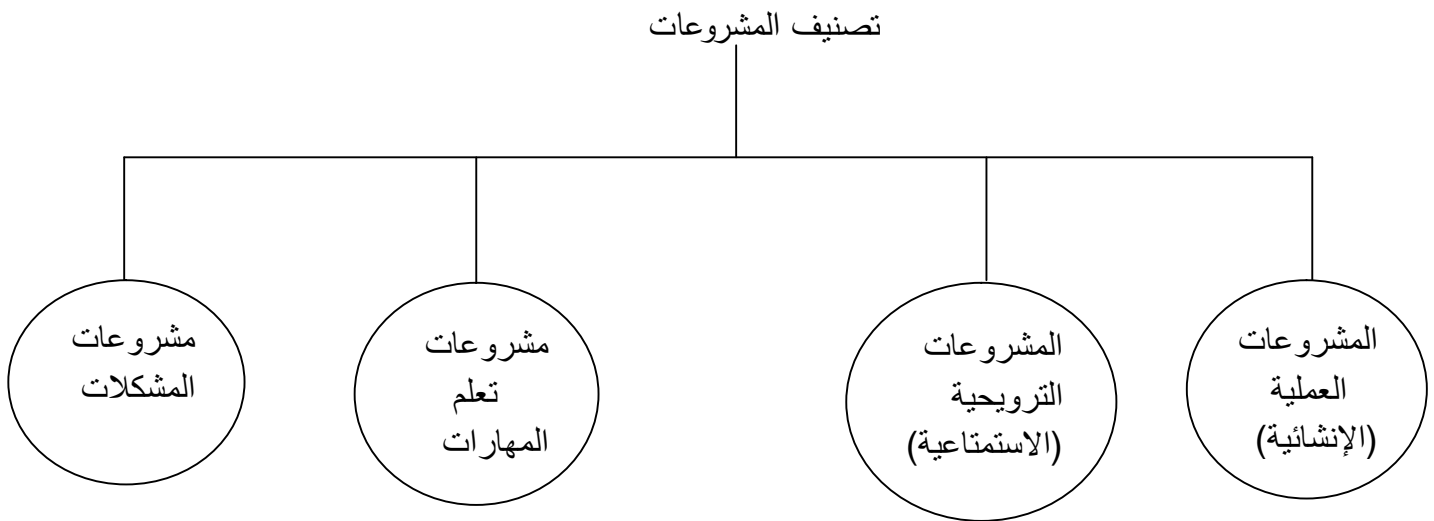 تصنيف المشروعات
المشروعات
العملية
(الإنشائية)
المشروعات
الترويحية
(الاستمتاعية)
مشروعات
تعلم
المهارات
مشروعات
المشكلات